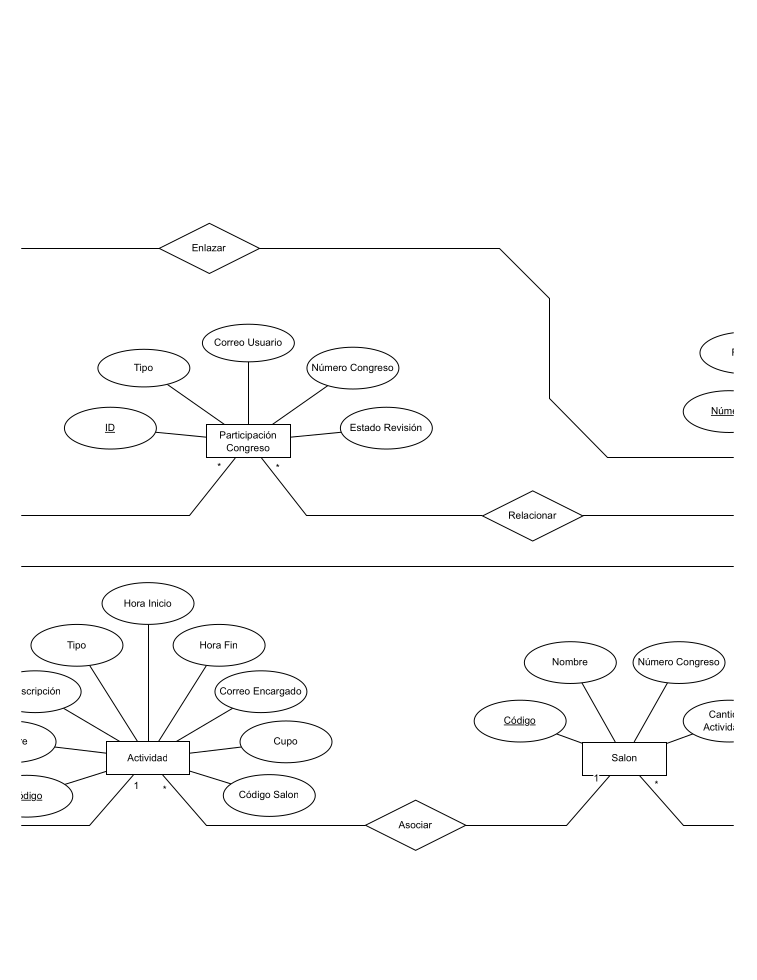 Enlazar
Correo Usuario
Tipo
Número Congreso
ID
Estado Revisión
Participación
Congreso
*
*
Relacionar
Hora Inicio
Tipo
Hora Fin
Nombre
Número Congreso
Correo Encargado
Código
Cupo
Actividad
Salon
1
*
1
*
Código Salon
Asociar